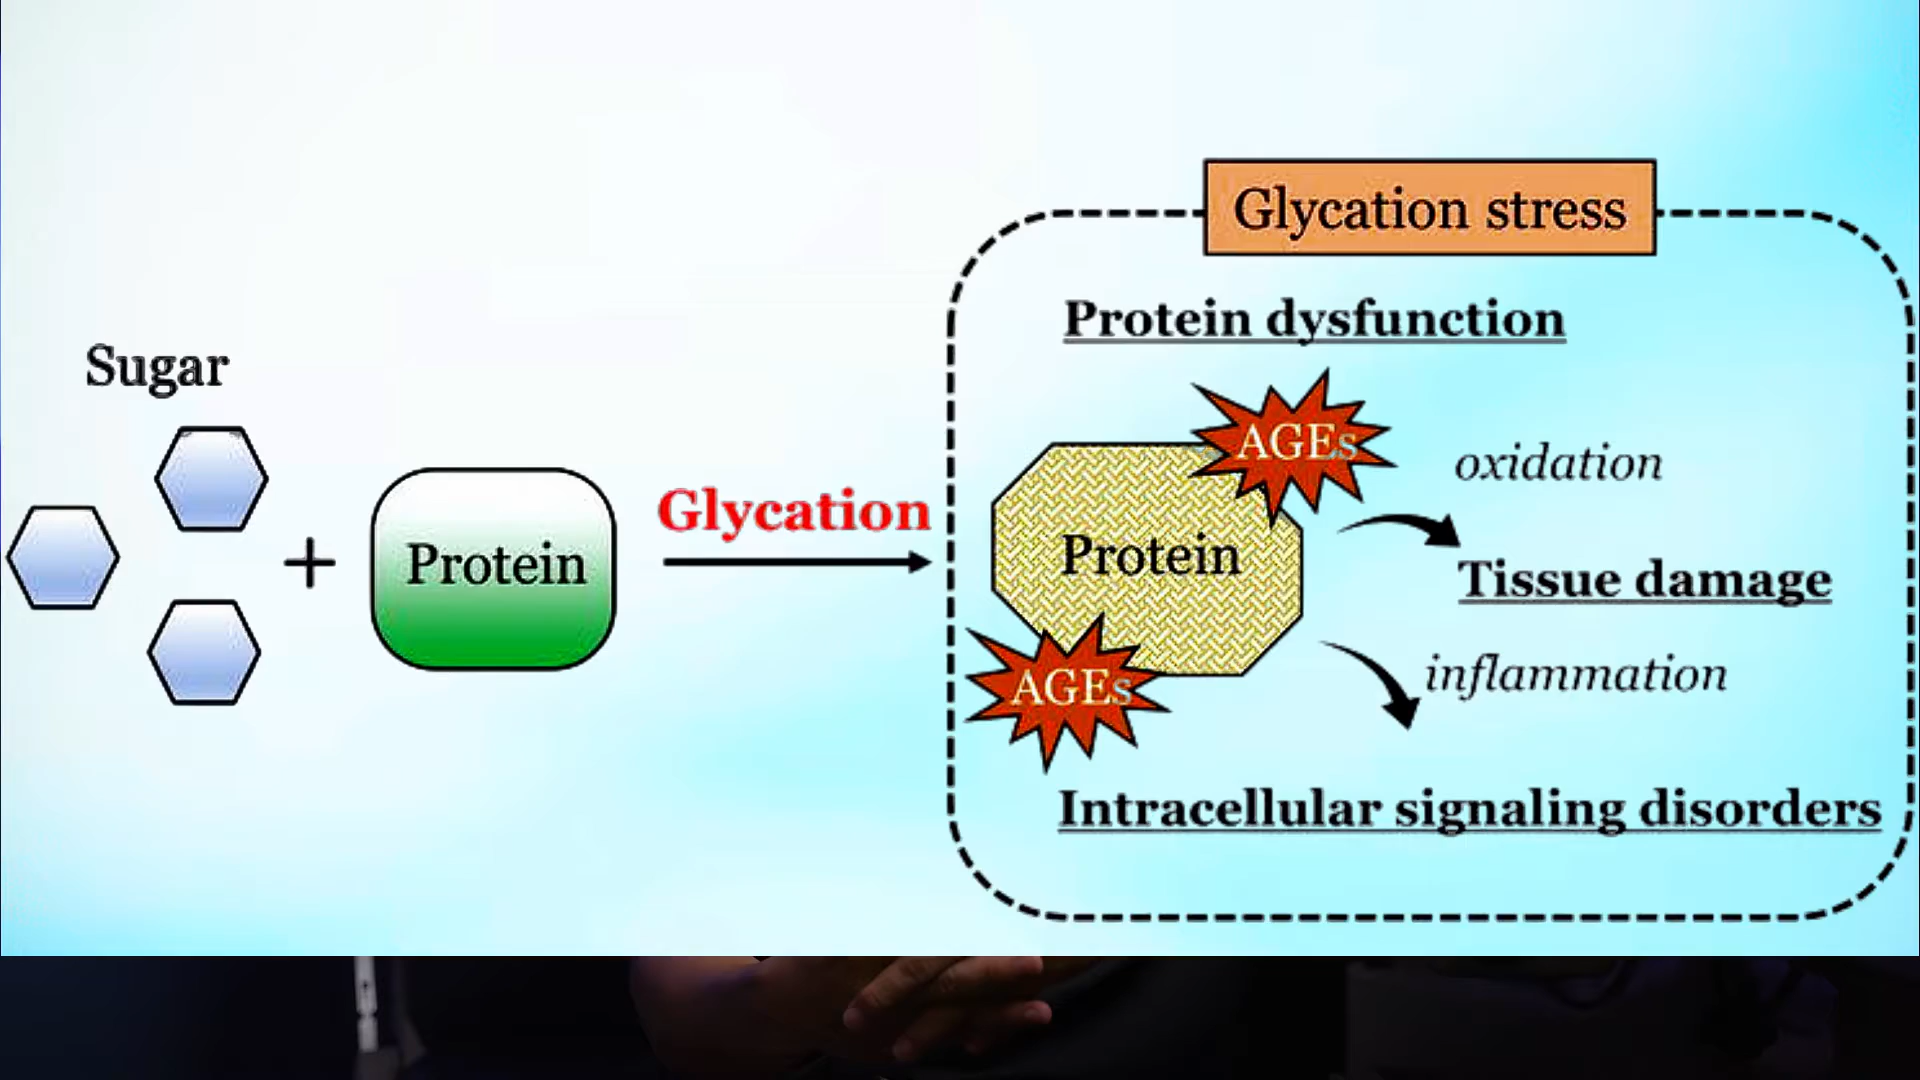 Glycation stress
Protein dysfunction
Sugar
AGEs
oxidation
Glycation
+
Protein
Protein
Tissue damage
inflammation
AGEs
Intracellular signaling disorders